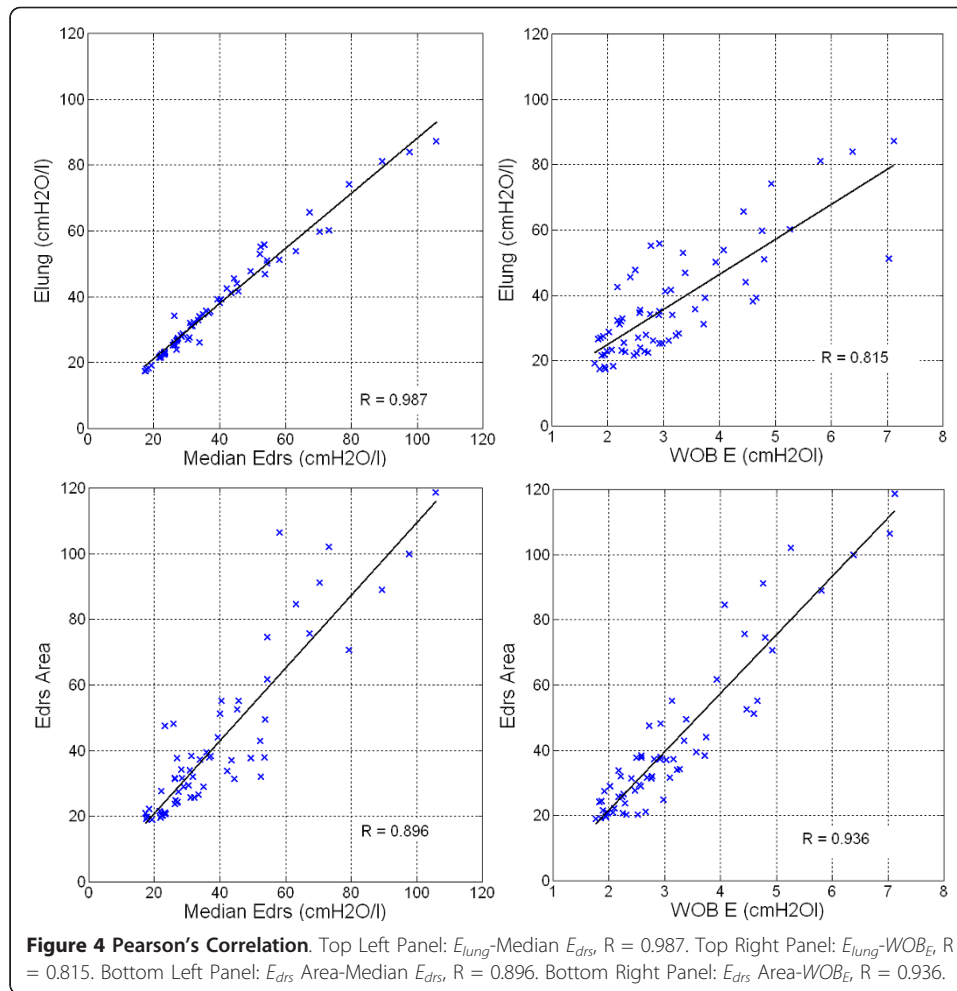 120
100
80
60
40
20
0
Elung (cmH2O/l)
0 20 40 60 80 100 120
Median Edrs (cmH2O/l)
R = 0.987
120
100
80
60
40
20
0
Elung (cmH2O/l)
1 2 3 4 5 6 7 8
WOB E (cmH2Ol)
R = 0.815
120
100
80
60
40
20
0
Edrs Area
0 20 40 60 80 100 120
Median Edrs (cmH2O/l)
R = 0.896
120
100
80
60
40
20
0
Edrs Area
1 2 3 4 5 6 7 8
WOB E (cmH2Ol)
R = 0.936
Figure 4 Pearson's Correlation. Top Left Panel: Elung-Median Edrs, R = 0.987. Top Right Panel: Elung-WOBE, R
= 0.815. Bottom Left Panel: Edrs Area-Median Edrs, R = 0.896. Bottom Right Panel: Edrs Area-WOBE, R = 0.936.